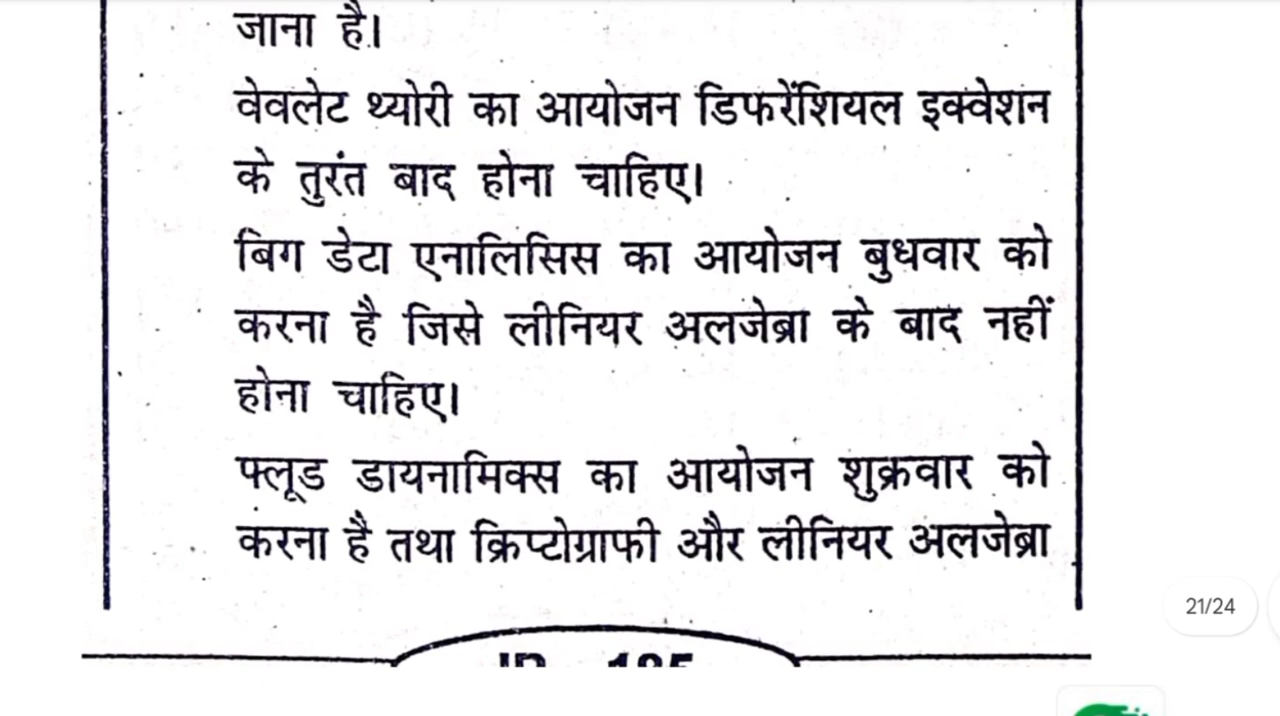 जाना है।
वेवलेट थ्योरी का आयोजन डिफरेंशियल इक्वेशन
के तुरंत बाद होना चाहिए।
बिग डेटा एनालिसिस का आयोजन बुधवार को
करना है जिसे लीनियर अलजेब्रा के बाद नहीं
होना चाहिए।
फ्लूड डायनामिक्स का आयोजन शुक्रवार को
करना है तथा क्रिप्टोग्राफी और लीनियर अलजेब्रा
21/24